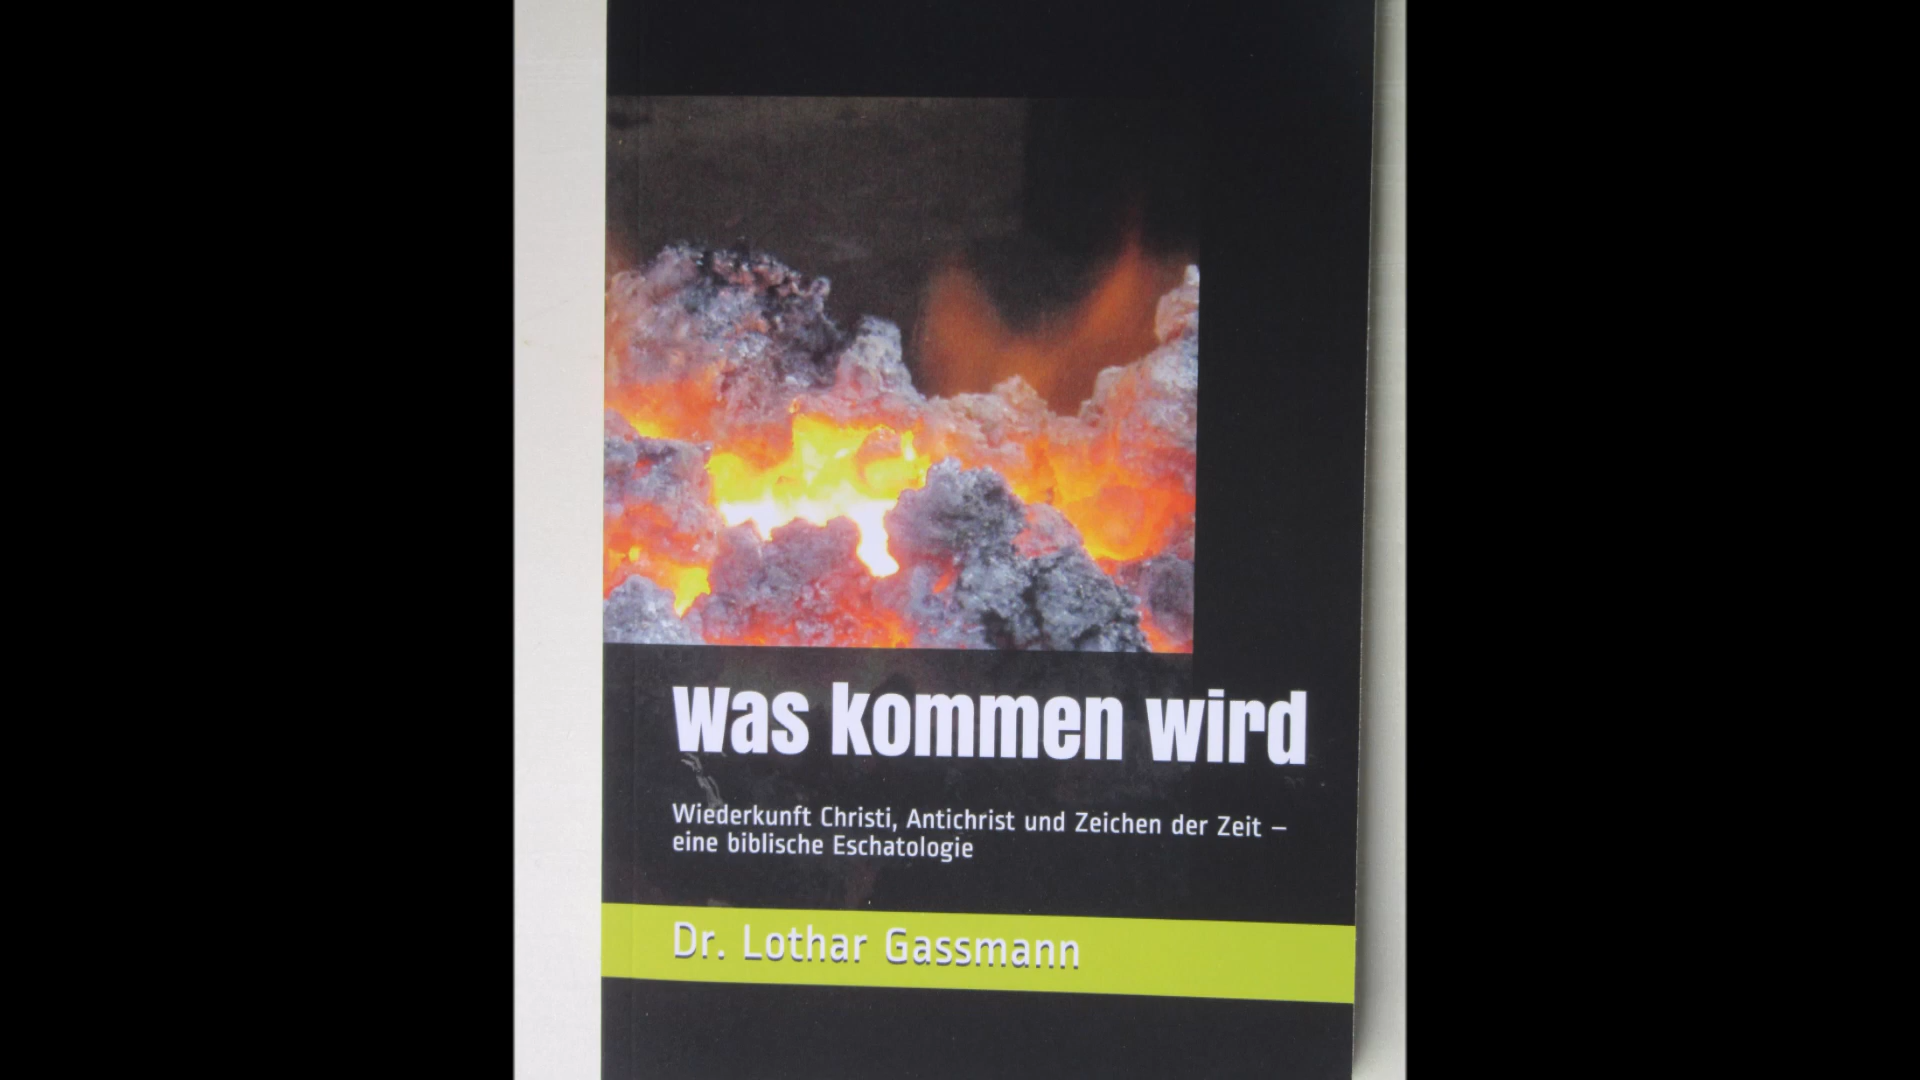 Was kommen wird
Wiederkunft Christi, Antichrist und Zeichen der Zeit –
eine biblische Eschatologie
Dr. Lothar Gassmann